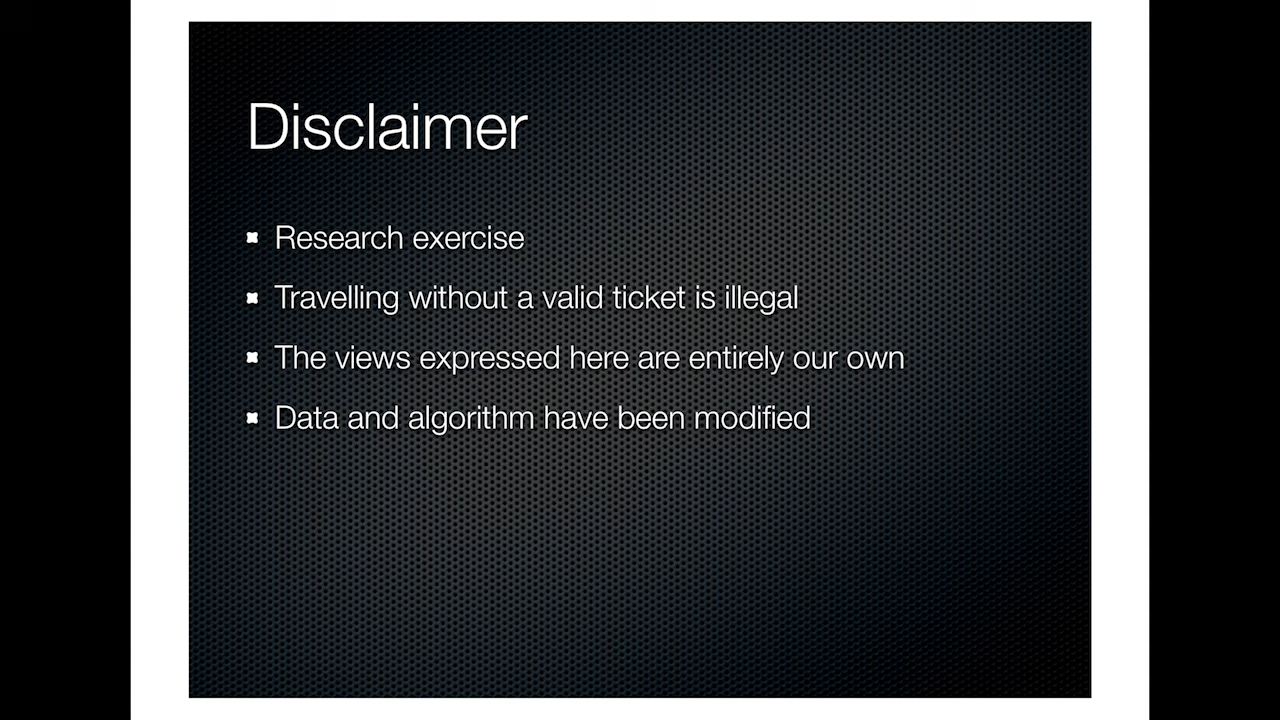 Disclaimer
Research exercise
Travelling without a valid ticket is illegal
The views expressed here are entirely our own
Data and algorithm have been modified